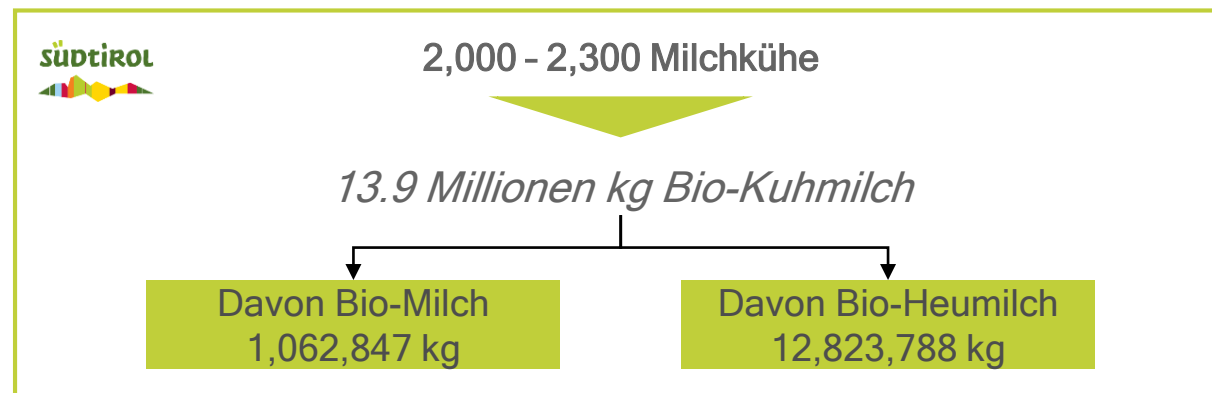 SÜDTIROL
2,000 – 2,300 Milchkühe
13.9 Millionen kg Bio-Kuhmilch
Davon Bio-Milch
1,062,847 kg
Davon Bio-Heumilch
12,823,788 kg